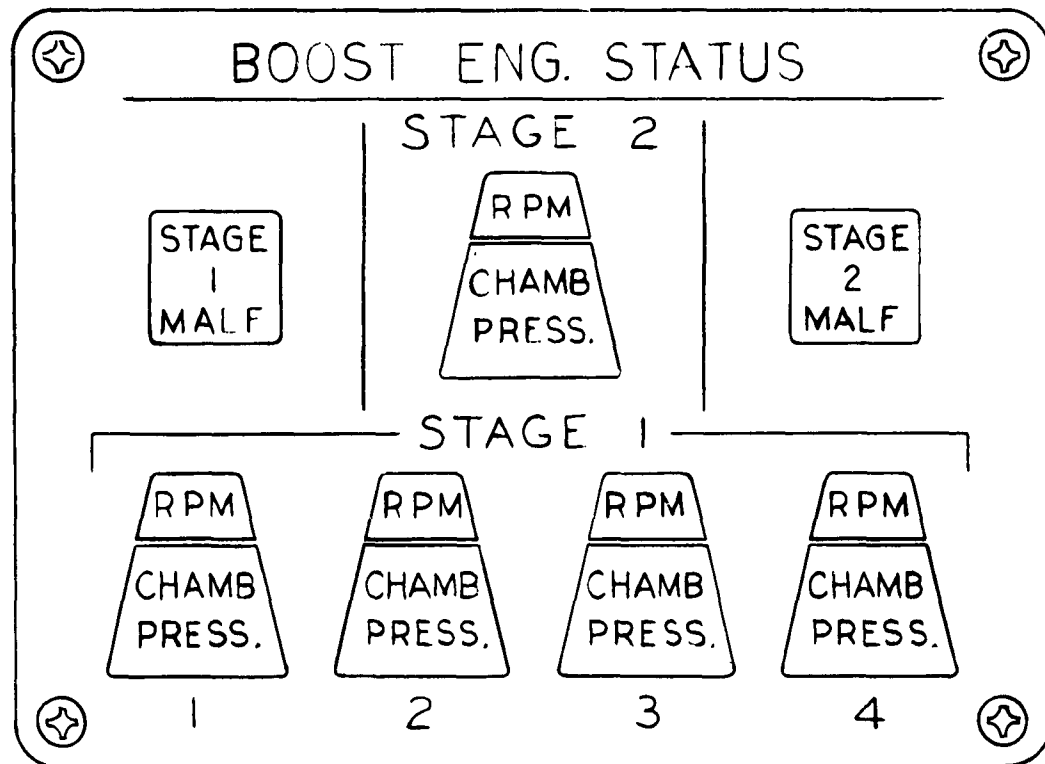 BOOST ENG. STATUS
STAGE 2
RPM
CHAMB
PRESS.
STAGE
1
MALF
STAGE
2
MALF
STAGE 1
RPM
CHAMB
PRESS.
1
RPM
CHAMB
PRESS.
2
RPM
CHAMB
PRESS.
3
RPM
CHAMB
PRESS.
4